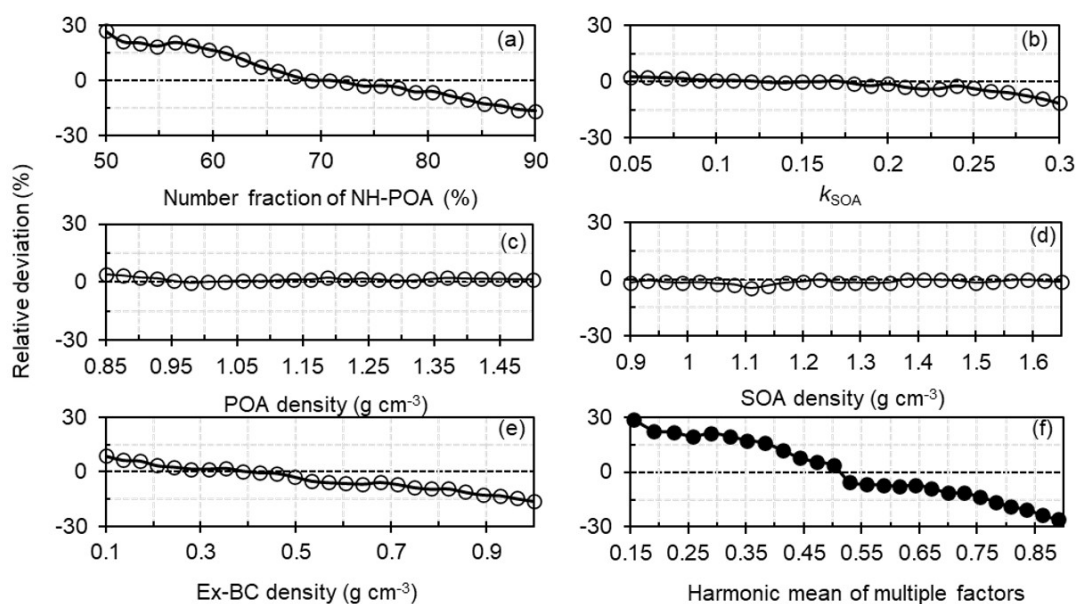 Relative deviation (%)
30
0
-30
(a)
50 60 70 80 90
Number fraction of NH-POA (%)
30
0
-30
(b)
0.05 0.1 0.15 0.2 0.25 0.3
kSOA
30
0
-30
(c)
0.85 0.95 1.05 1.15 1.25 1.35 1.45
POA density (g cm-3)
30
0
-30
(d)
0.9 1 1.1 1.2 1.3 1.4 1.5 1.6
SOA density (g cm-3)
30
0
-30
(e)
0.1 0.3 0.5 0.7 0.9
Ex-BC density (g cm-3)
30
0
-30
(f)
0.15 0.25 0.35 0.45 0.55 0.65 0.75 0.85
Harmonic mean of multiple factors